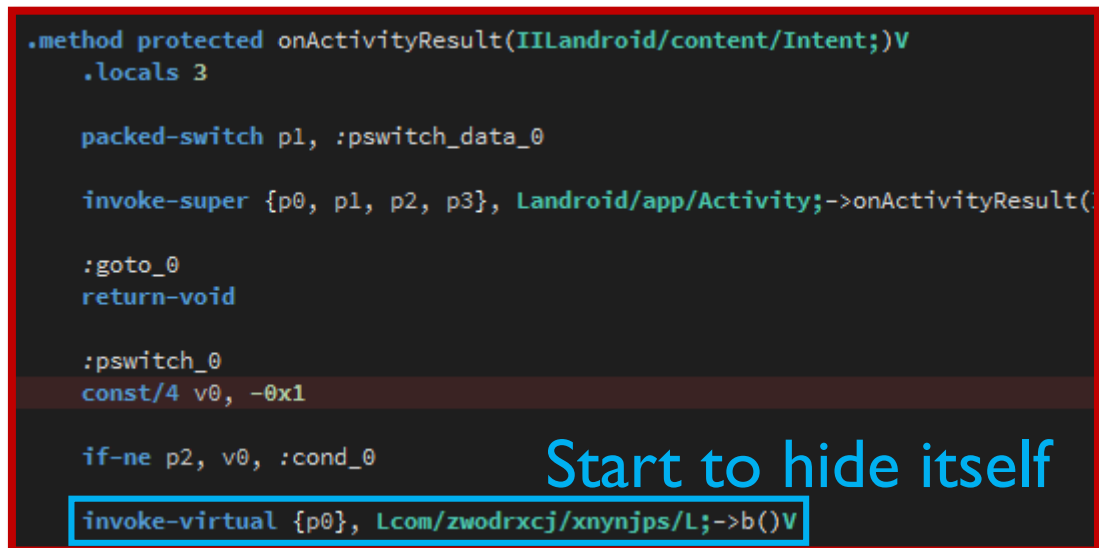 .method protected onActivityResult(IILandroid/content/Intent;)V
.locals 3
packed-switch p1, :pswitch_data_0
invoke-super {p0, p1, p2, p3}, Landroid/app/Activity;->onActivityResult(
:goto_0
return-void
:pswitch_0
const/4 v0, -0x1
if-ne p2, v0, :cond_0
Start to hide itself
invoke-virtual {p0}, Lcom/zwodrxcj/xnynjps/L;->b()V